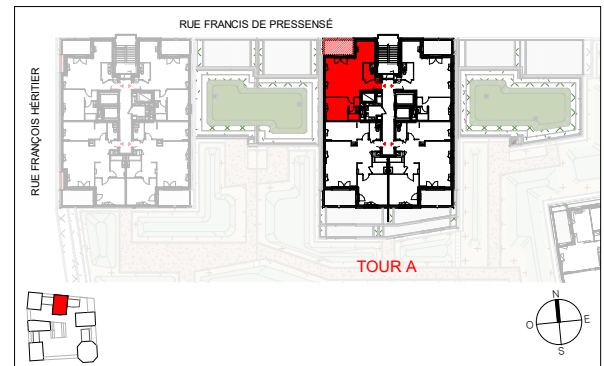 RUE FRANCIS DE PRESSENSÉ
RUE FRANÇOIS HÉRITIER
TOUR A
N
O E
S